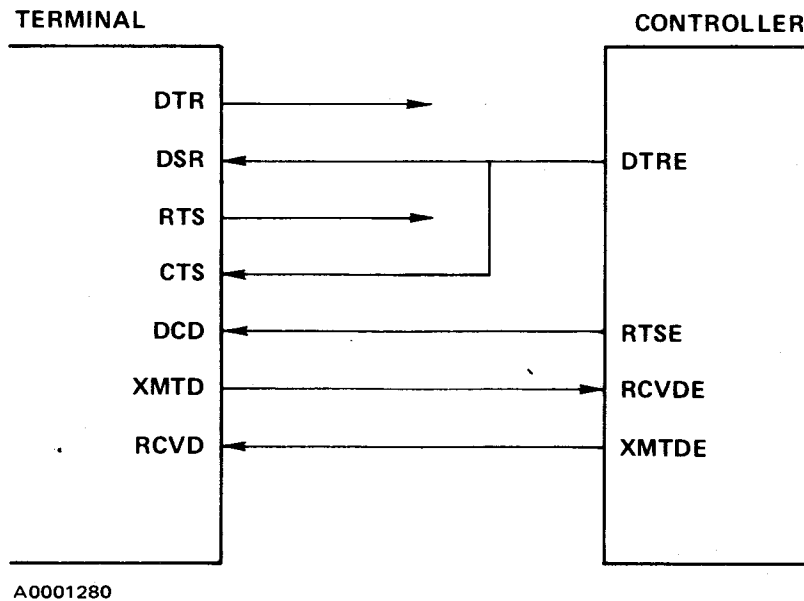 TERMINAL
CONTROLLER
DTR
DSR
DTRE
RTS
CTS
DCD
RTSE
XMTD
RCVDE
RCVD
XMTDE
A0001280